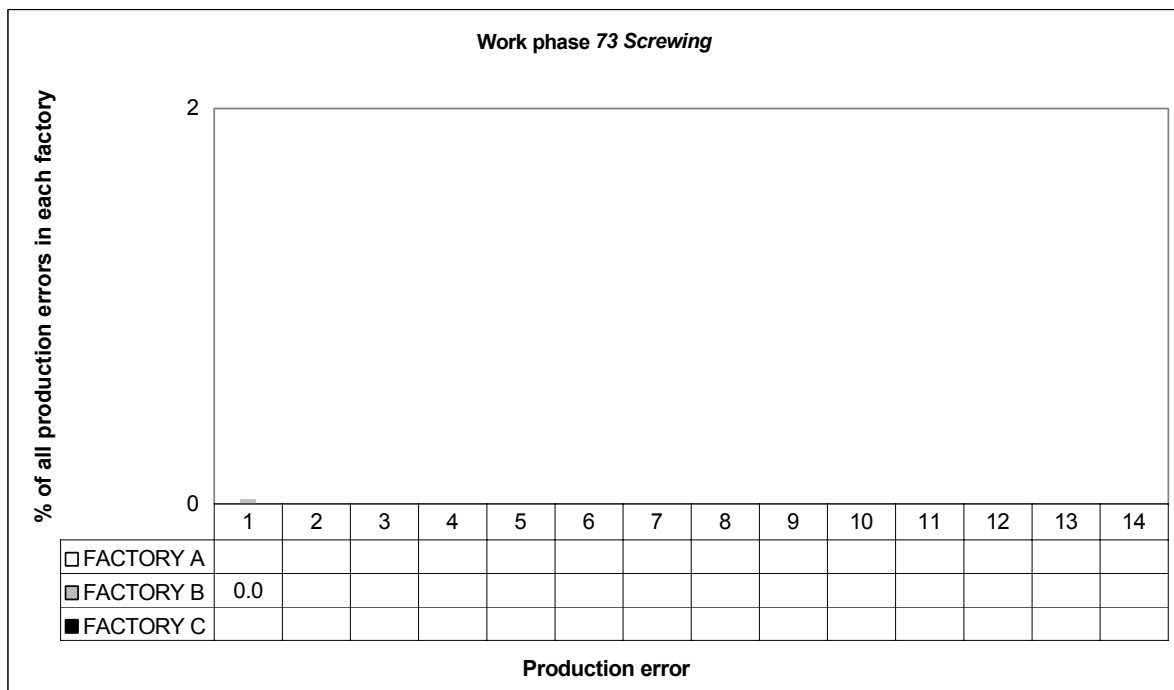 Work phase 73 Screwing
% of all production errors in each factory
2
0
1 2 3 4 5 6 7 8 9 10 11 12 13 14
FACTORY A
FACTORY B 0.0
FACTORY C
Production error